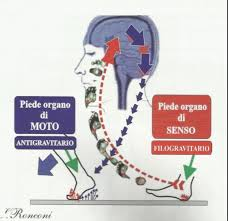 Piede organo
di
MOTO
ANTIGRAVITARIO
Piede organo
di
SENSO
FILOGRAVITARIO
Ronconi